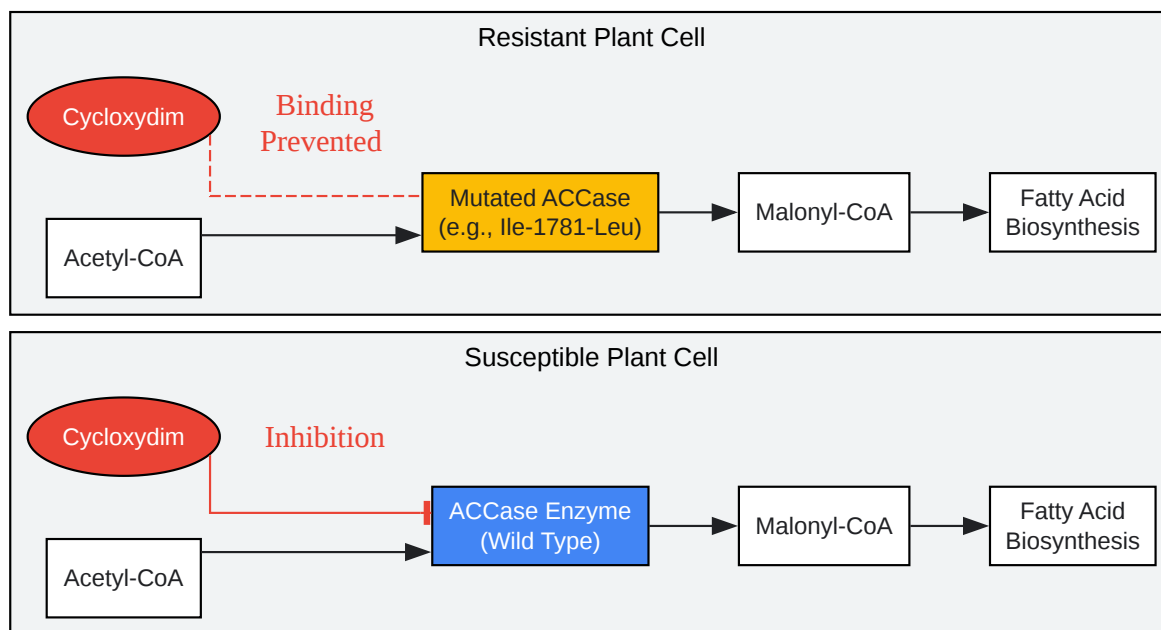 Resistant Plant Cell
Cycloxydim
Binding
Prevented
Mutated ACCase
(e.g., Ile-1781-Leu)
Acetyl-CoA
Malonyl-CoA
Fatty Acid
Biosynthesis
Susceptible Plant Cell
Cycloxydim
Inhibition
ACCase Enzyme
(Wild Type)
Acetyl-CoA
Malonyl-CoA
Fatty Acid
Biosynthesis